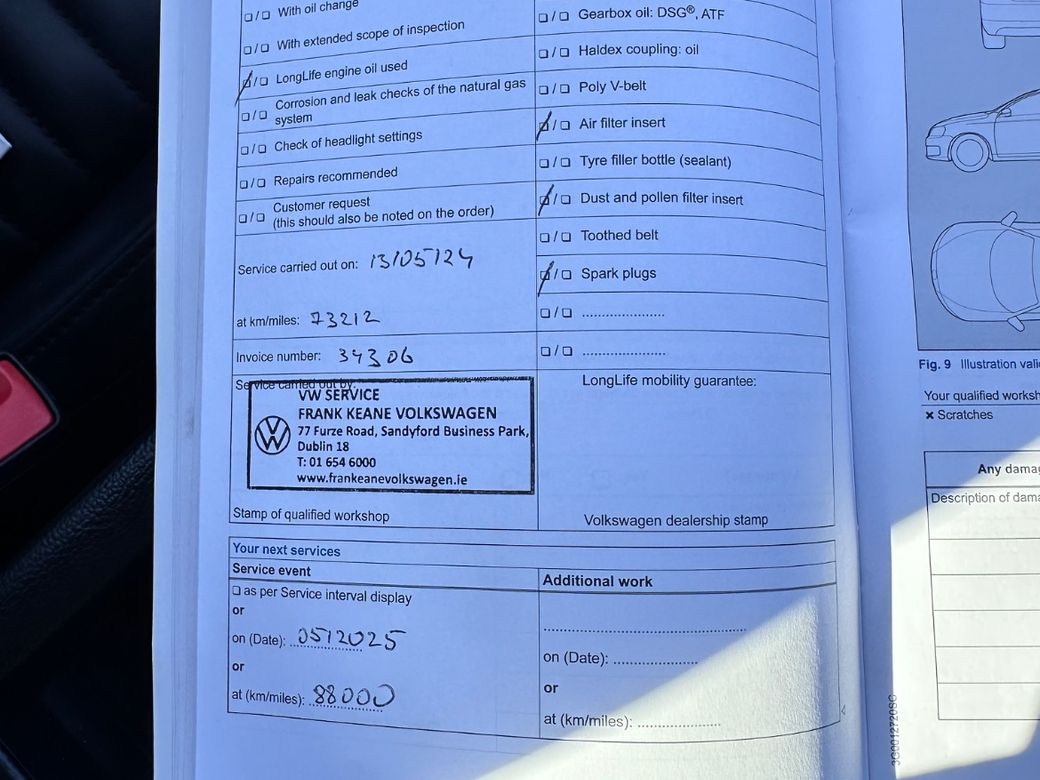 ☐ / ☐ With oil change
☐ / ☐ With extended scope of inspection
☑ / ☐ LongLife engine oil used
☐ / ☐ Corrosion and leak checks of the natural gas
system
☐ / ☐ Check of headlight settings
☐ / ☐ Repairs recommended
☐ / ☐ Customer request
(this should also be noted on the order)
Service carried out on: 13/05/24
at km/miles: 73212
Invoice number: 34306
Service carried out by:
VW SERVICE
FRANK KEANE VOLKSWAGEN
77 Furze Road, Sandyford Business Park,
Dublin 18
T: 01 654 6000
www.frankeanevolkswagen.ie
Stamp of qualified workshop
☐ / ☐ Gearbox oil: DSG®, ATF
☐ / ☐ Haldex coupling: oil
☐ / ☐ Poly V-belt
☑ / ☐ Air filter insert
☐ / ☐ Tyre filler bottle (sealant)
☑ / ☐ Dust and pollen filter insert
☐ / ☐ Toothed belt
☑ / ☐ Spark plugs
☐ / ☐ ......................
☐ / ☐ ......................
LongLife mobility guarantee:
Volkswagen dealership stamp
Your next services
Service event
☐ as per Service interval display
or
on (Date): 05/2025
or
at (km/miles): 88000
Additional work
......................................................
on (Date): ......................
or
at (km/miles): ......................
3G0012720SG
Fig. 9 Illustration
Your qualified
× Scratches
Any
Description of